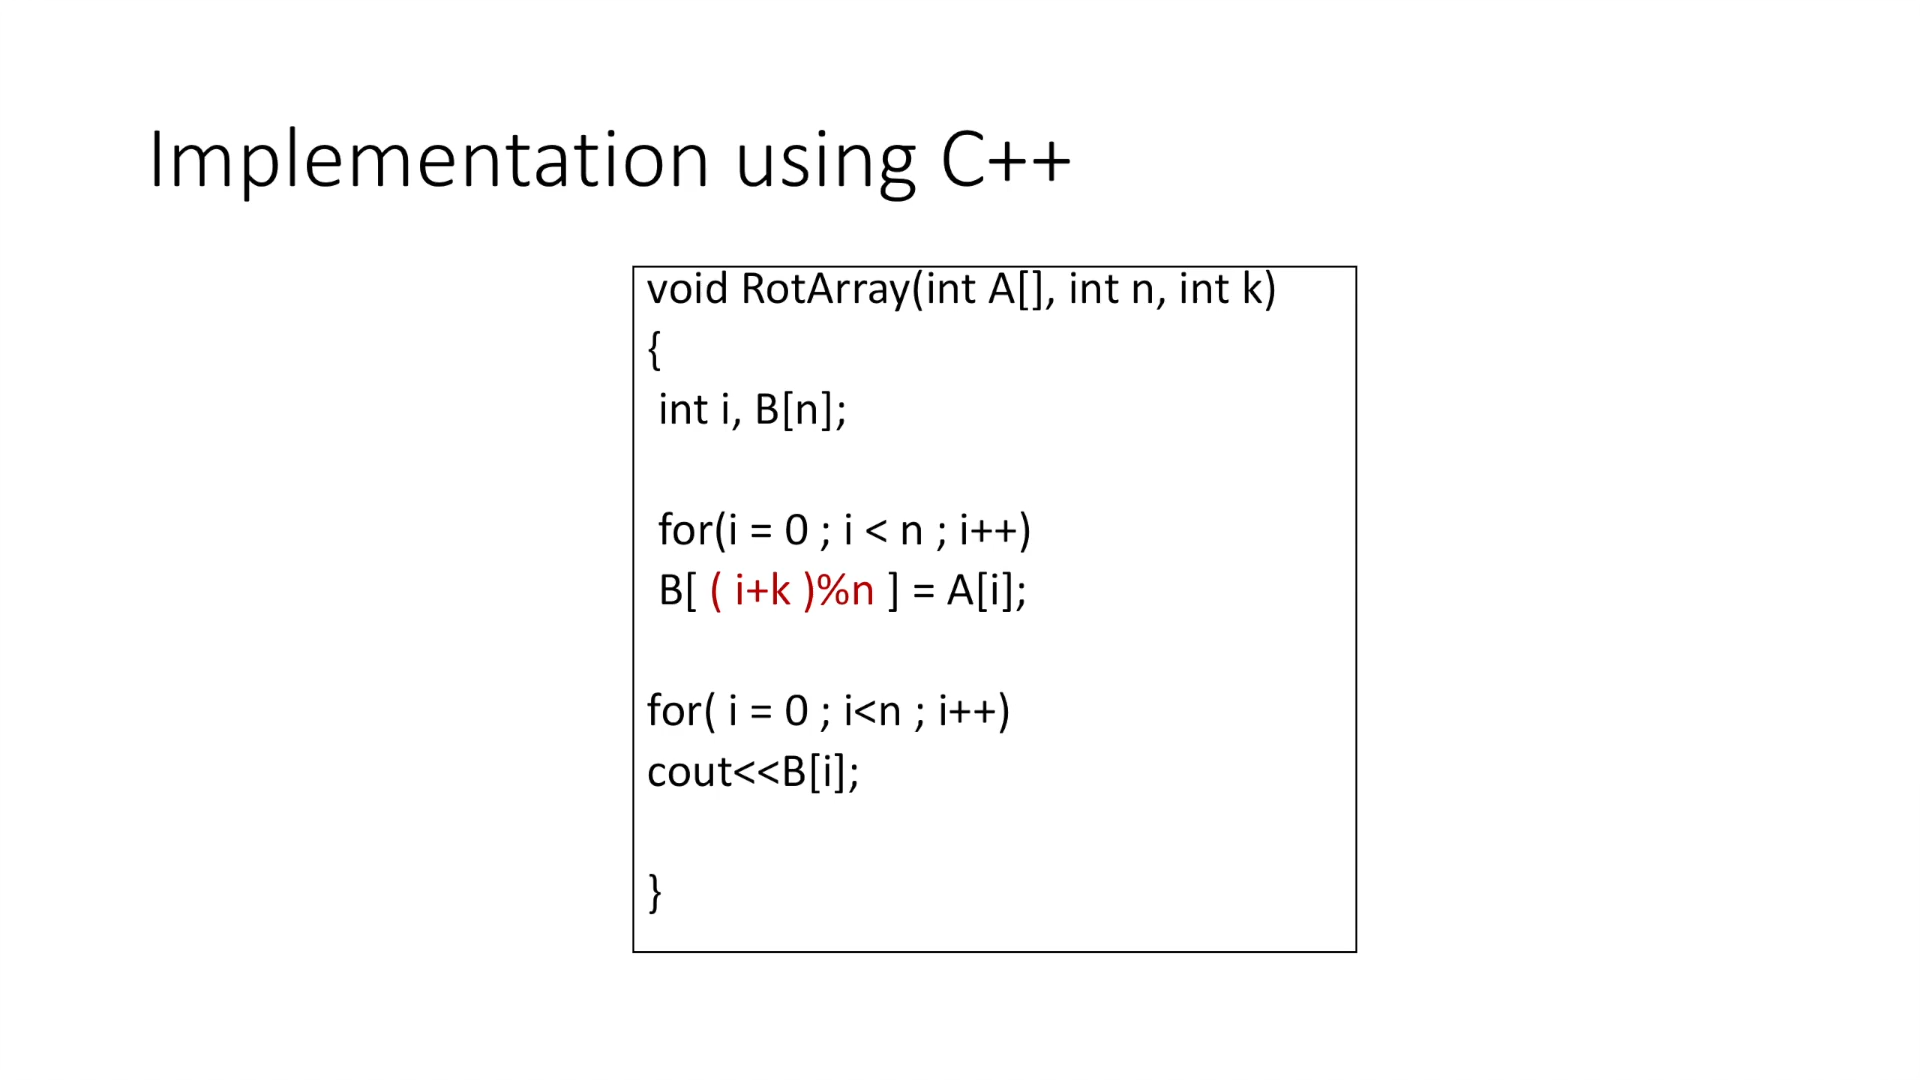 Implementation using C++
void RotArray(int A[], int n, int k)
{
int i, B[n];
for(i = 0 ; i < n ; i++)
B[ ( i+k )%n ] = A[i];
for( i = 0 ; i<n ; i++)
cout<<B[i];
}